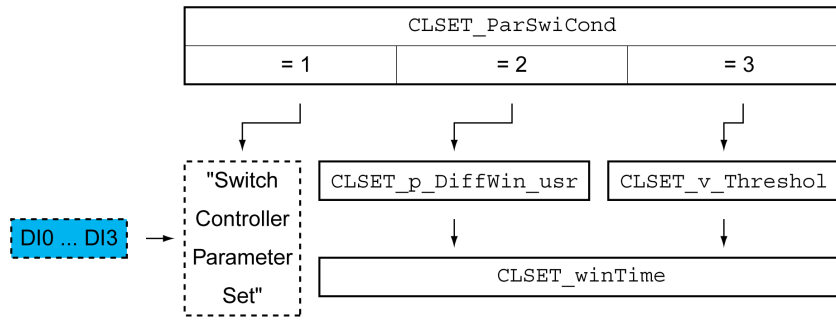 CLSET_ParSwiCond
= 1
= 2
= 3
"Switch
Controller
Parameter
Set"
CLSET_p_DiffWin_usr
CLSET_v_Threshol
DI0 ... DI3
CLSET_winTime